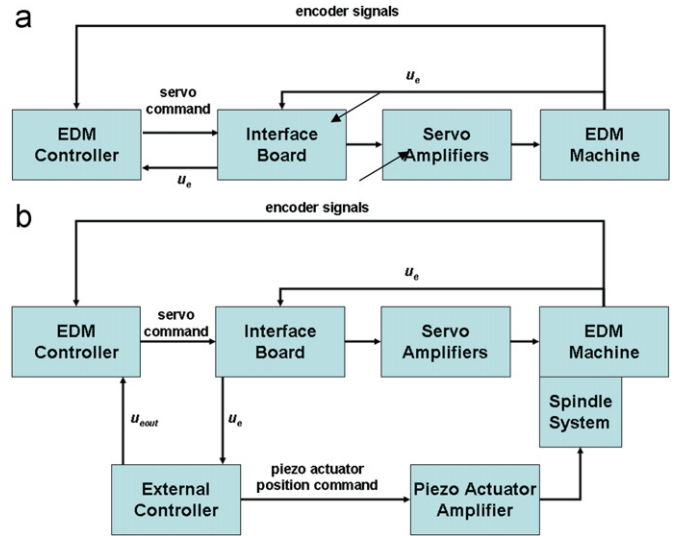 a
encoder signals
servo
command
u_e
EDM
Controller
Interface
Board
Servo
Amplifiers
EDM
Machine
u_e
b
encoder signals
u_e
servo
command
EDM
Controller
Interface
Board
Servo
Amplifiers
EDM
Machine
Spindle
System
u_eout
u_e
piezo actuator
position command
External
Controller
Piezo Actuator
Amplifier